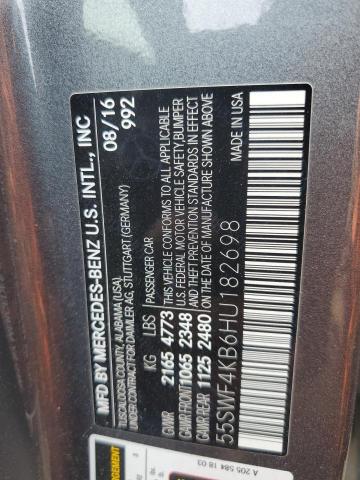 MFD BY MERCEDES-BENZ U.S. INTL., INC
TUSCALOOSA COUNTY, ALABAMA (USA)
UNDER CONTRACT FOR DAIMLER AG, STUTTGART (GERMANY)
08/16
992
KG LBS PASSENGER CAR
GVWR 2165 4773
GAWR FRONT 1065 2348
GAWR REAR 1125 2480
THIS VEHICLE CONFORMS TO ALL APPLICABLE
U.S. FEDERAL MOTOR VEHICLE SAFETY, BUMPER
AND THEFT PREVENTION STANDARDS IN EFFECT
ON THE DATE OF MANUFACTURE SHOWN ABOVE
55SWF4KB6HU182698
MADE IN USA
A 205 584 18 03